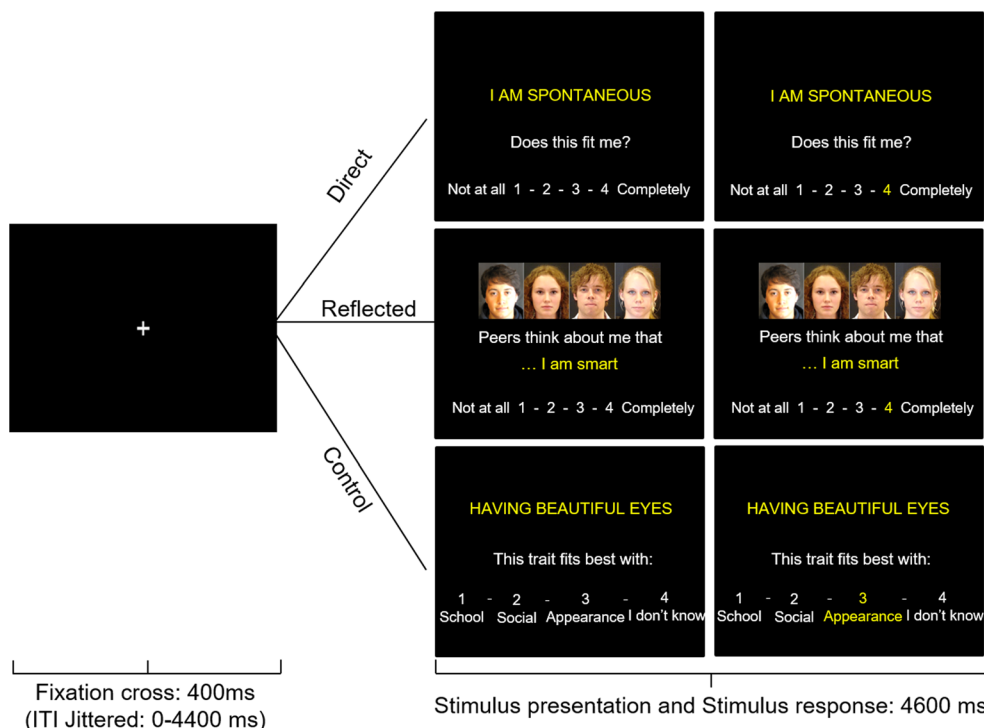 Direct
Reflected
Control
+
I AM SPONTANEOUS
Does this fit me?
Not at all 1 - 2 - 3 - 4 Completely
I AM SPONTANEOUS
Does this fit me?
Not at all 1 - 2 - 3 - 4 Completely
Peers think about me that
... I am smart
Not at all 1 - 2 - 3 - 4 Completely
Peers think about me that
... I am smart
Not at all 1 - 2 - 3 - 4 Completely
HAVING BEAUTIFUL EYES
This trait fits best with:
1 - 2 - 3 - 4
School Social Appearance I don't know
HAVING BEAUTIFUL EYES
This trait fits best with:
1 - 2 - 3 - 4
School Social Appearance I don't know
Fixation cross: 400ms
(ITI Jittered: 0-4400 ms)
Stimulus presentation and Stimulus response: 4600 ms